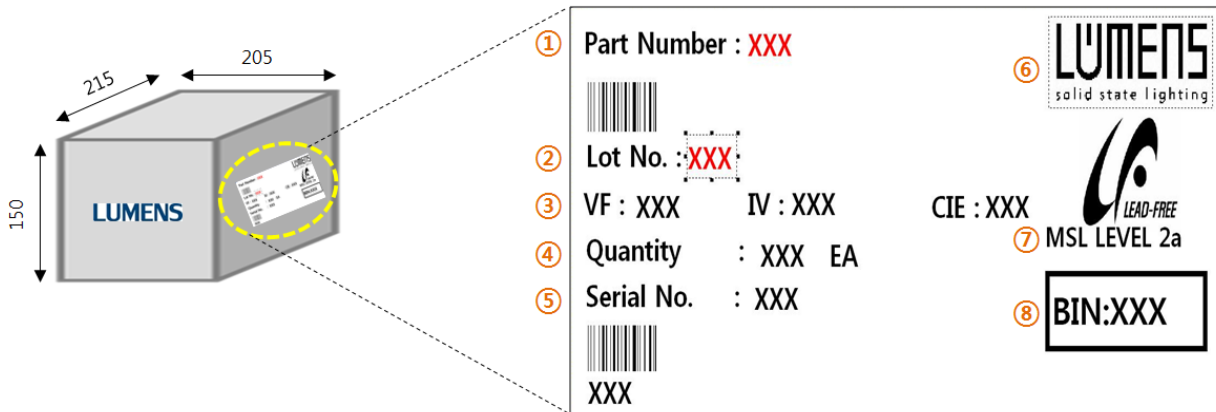 205
215
150
LUMENS
① Part Number : XXX
② Lot No. : XXX
③ VF : XXX IV : XXX CIE : XXX
④ Quantity : XXX EA
⑤ Serial No. : XXX
XXX
⑥ LUMENS
solid state lighting
LEAD-FREE
⑦ MSL LEVEL 2a
⑧ BIN:XXX